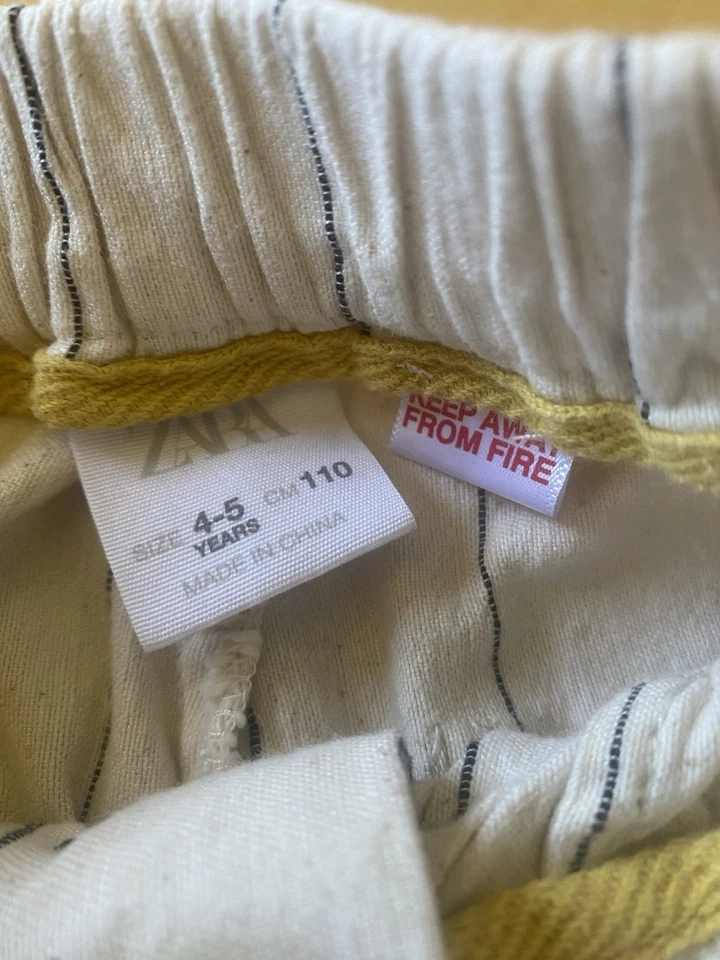 ZARA
SIZE 4-5 YEARS CM 110
MADE IN CHINA
KEEP AWAY
FROM FIRE